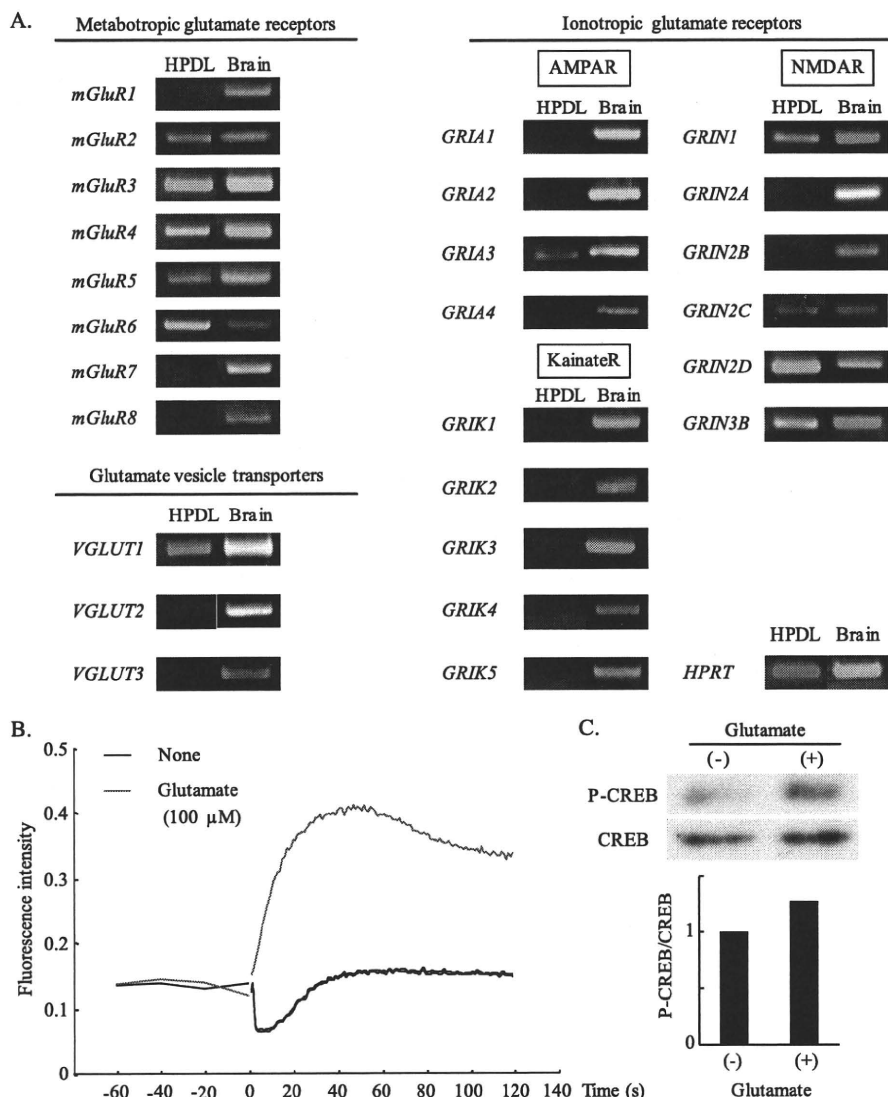 A.
Metabotropic glutamate receptors
HPDL Brain
mGluR1
mGluR2
mGluR3
mGluR4
mGluR5
mGluR6
mGluR7
mGluR8
Glutamate vesicle transporters
HPDL Brain
VGLUT1
VGLUT2
VGLUT3
Ionotropic glutamate receptors
AMPAR
HPDL Brain
GRIA1
GRIA2
GRIA3
GRIA4
KainateR
HPDL Brain
GRIK1
GRIK2
GRIK3
GRIK4
GRIK5
NMDAR
HPDL Brain
GRIN1
GRIN2A
GRIN2B
GRIN2C
GRIN2D
GRIN3B
HPDL Brain
HPRT
B.
None
Glutamate
(100 µM)
Fluorescence intensity
0.5
0.4
0.3
0.2
0.1
0
-60 -40 -20 0 20 40 60 80 100 120 140 Time (s)
C.
Glutamate
(-) (+)
P-CREB
CREB
P-CREB/CREB
1
0
(-) (+)
Glutamate